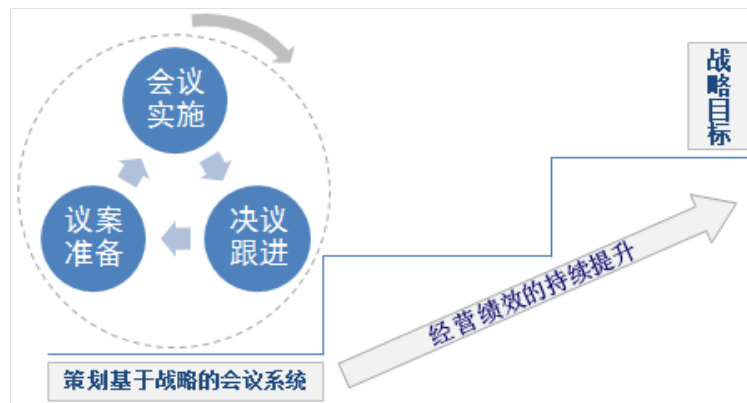 会议
实施
议案
准备
决议
跟进
战
略
目
标
经营绩效的持续提升
策划基于战略的会议系统